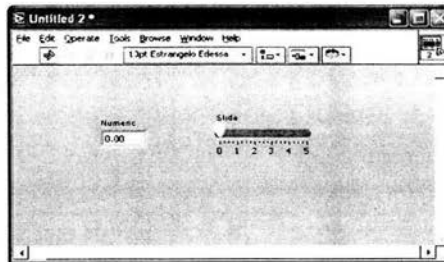 Untitled 2 *
File Edit Operate Tools Browse Window Help
13pt Estrangelo Edessa
2
Numeric
0.00
Slide
0 1 2 3 4 5